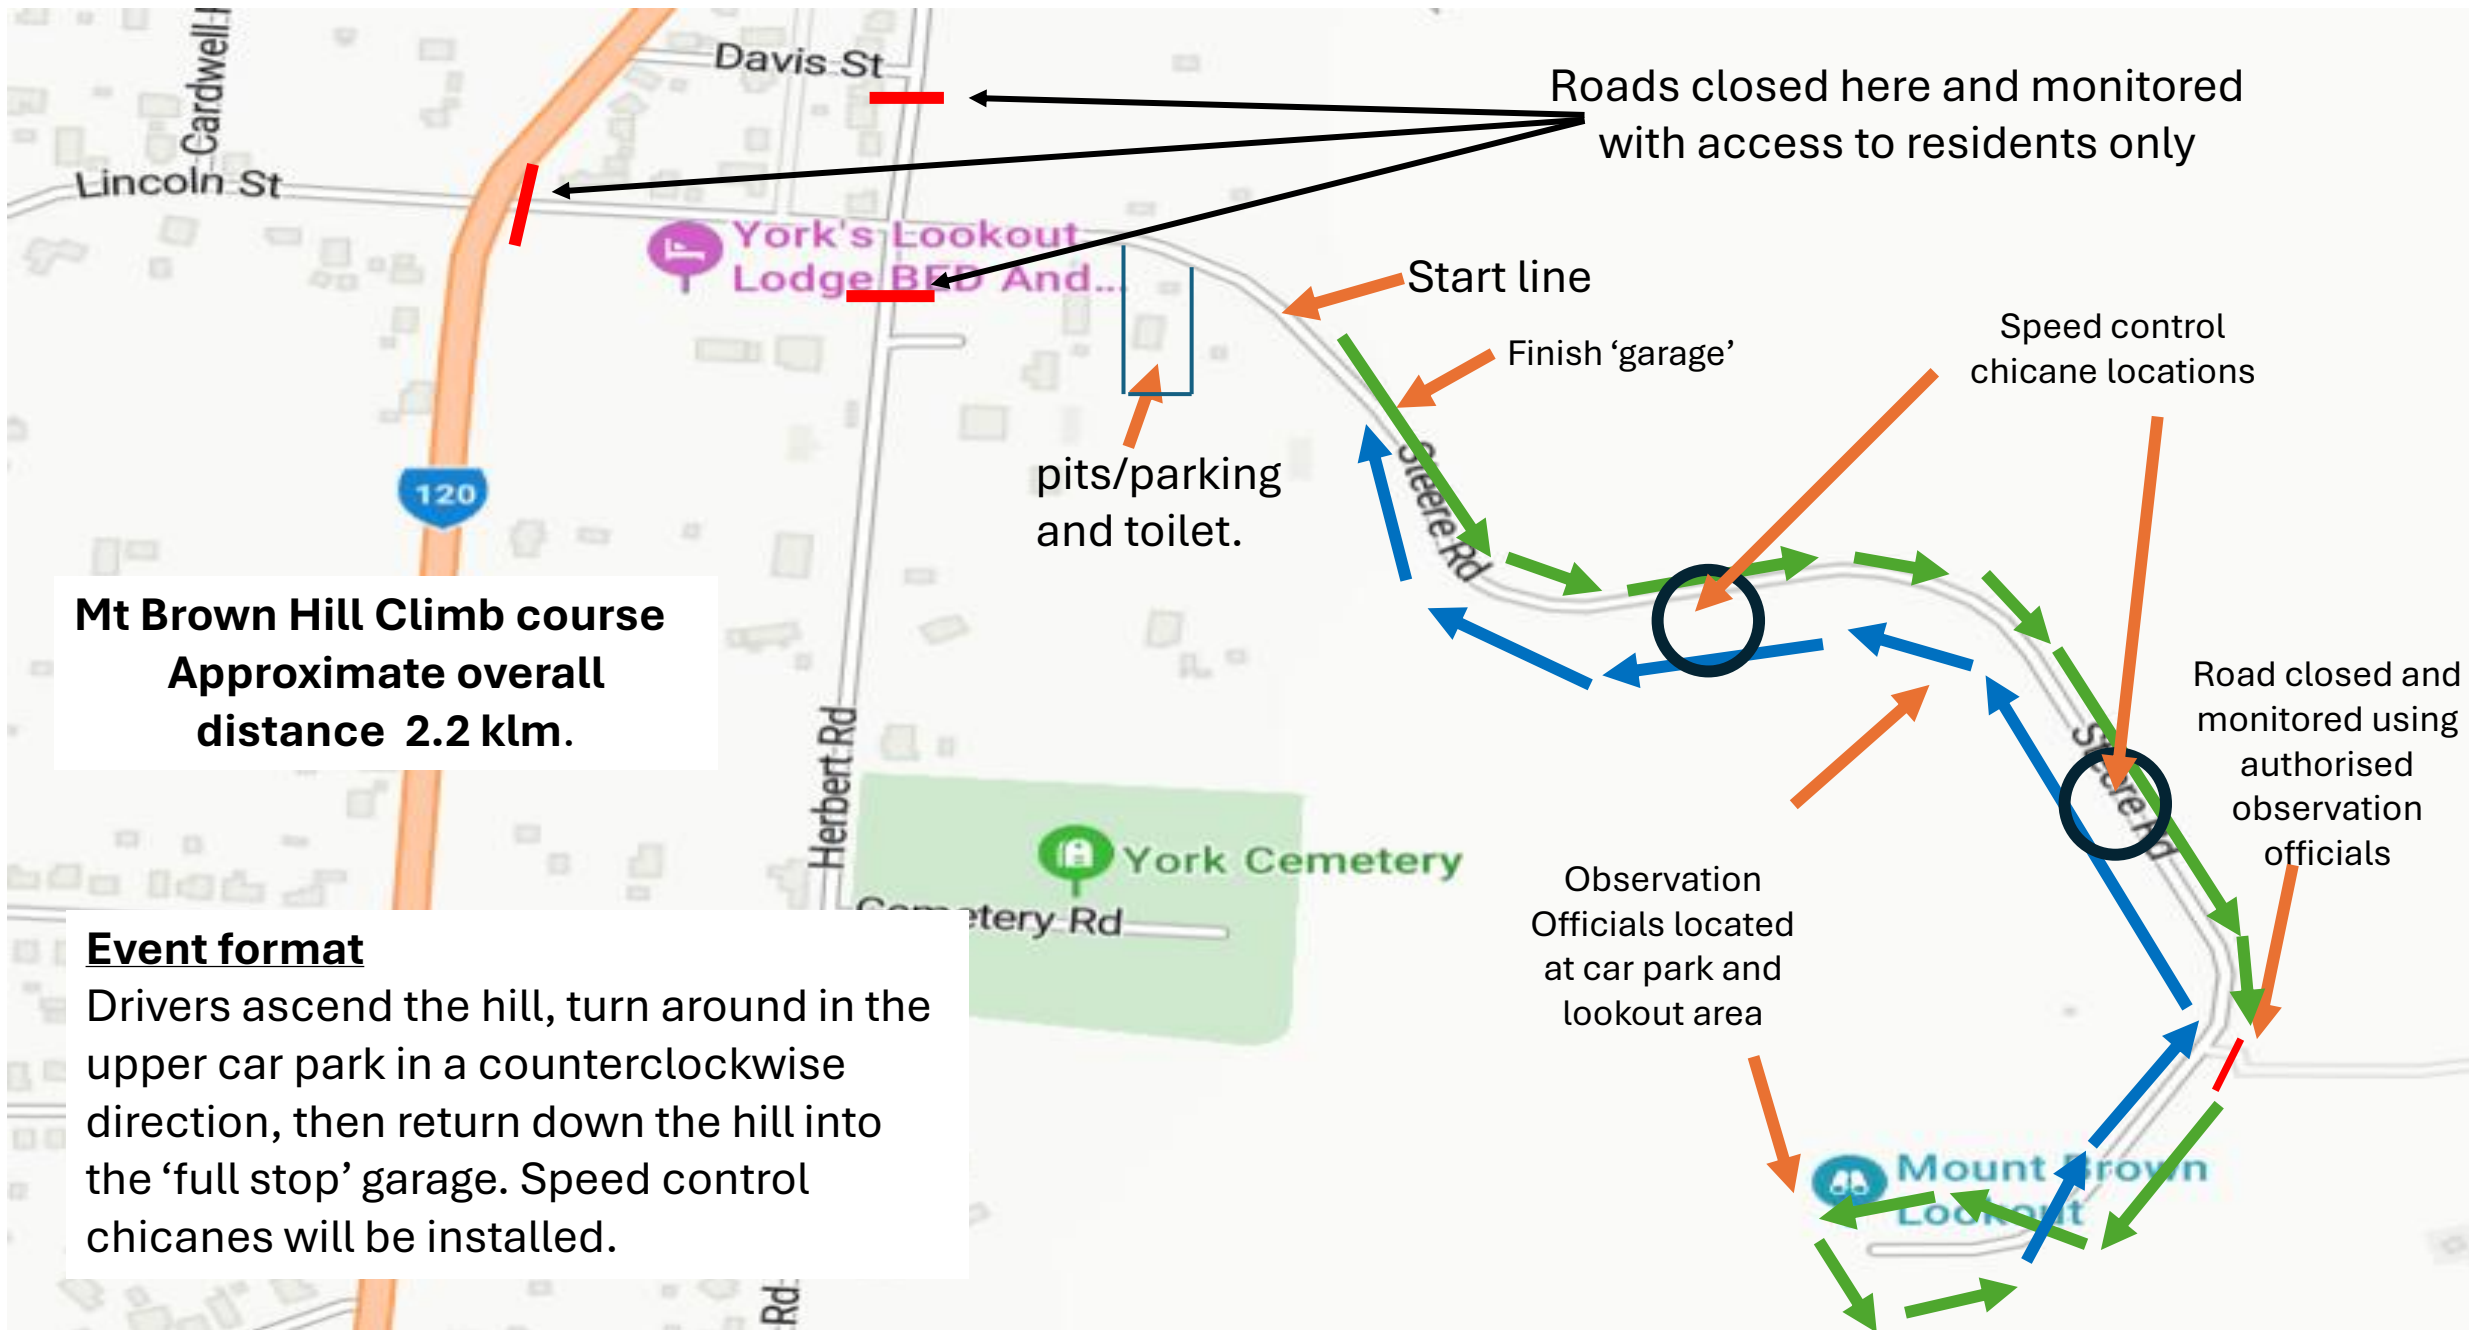 Cardwell
Davis St
Roads closed here and monitored
with access to residents only
Lincoln St
York's Lookout
Lodge BED And...
Start line
Finish ‘garage’
Speed control
chicane locations
pits/parking
and toilet.
Steere Rd
120
Mt Brown Hill Climb course
Approximate overall
distance 2.2 klm.
Herbert Rd
Steere Rd
Road closed and
monitored using
authorised
observation
officials
York Cemetery
Cemetery Rd
Observation
Officials located
at car park and
lookout area
Event format
Drivers ascend the hill, turn around in the
upper car park in a counterclockwise
direction, then return down the hill into
the ‘full stop’ garage. Speed control
chicanes will be installed.
Mount Brown
Lookout
Rd